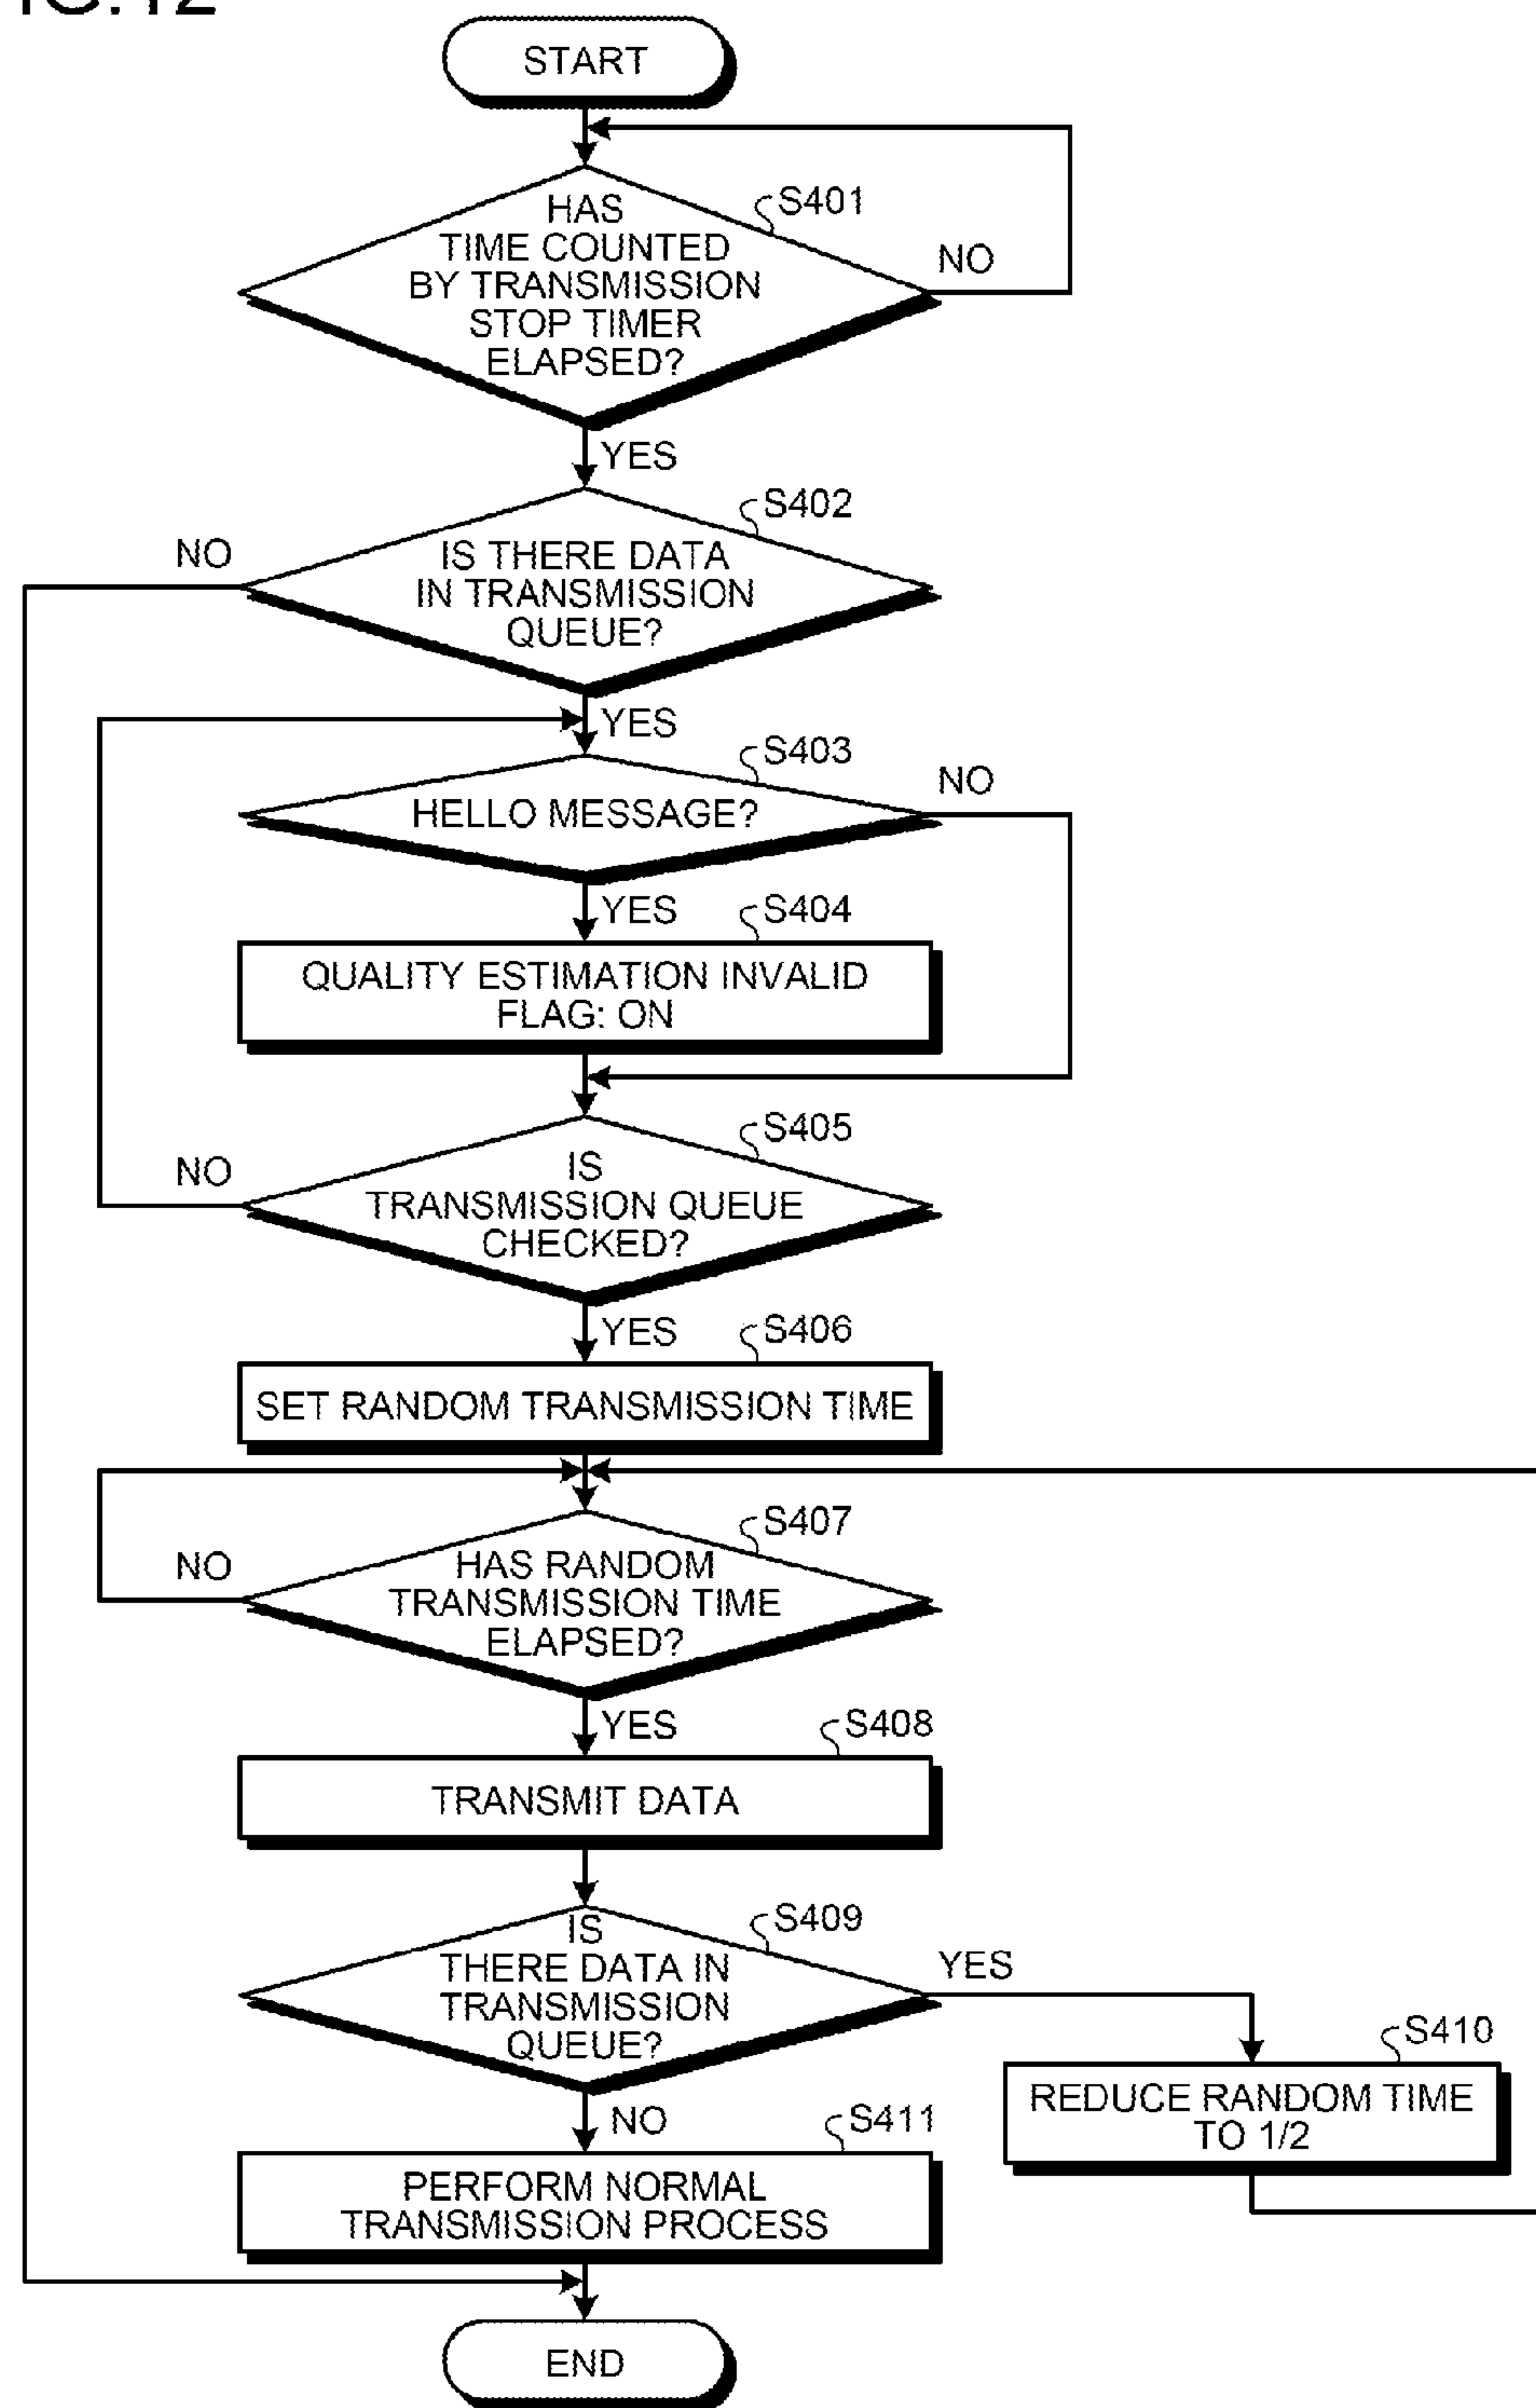 START
S401
HAS
TIME COUNTED
BY TRANSMISSION
STOP TIMER
ELAPSED?
NO
YES
S402
NO
IS THERE DATA
IN TRANSMISSION
QUEUE?
YES
S403
NO
HELLO MESSAGE?
YES
S404
QUALITY ESTIMATION INVALID
FLAG: ON
S405
NO
IS
TRANSMISSION QUEUE
CHECKED?
YES
S406
SET RANDOM TRANSMISSION TIME
S407
NO
HAS RANDOM
TRANSMISSION TIME
ELAPSED?
YES
S408
TRANSMIT DATA
S409
IS
THERE DATA IN
TRANSMISSION
QUEUE?
YES
S410
REDUCE RANDOM TIME
TO 1/2
NO
S411
PERFORM NORMAL
TRANSMISSION PROCESS
END